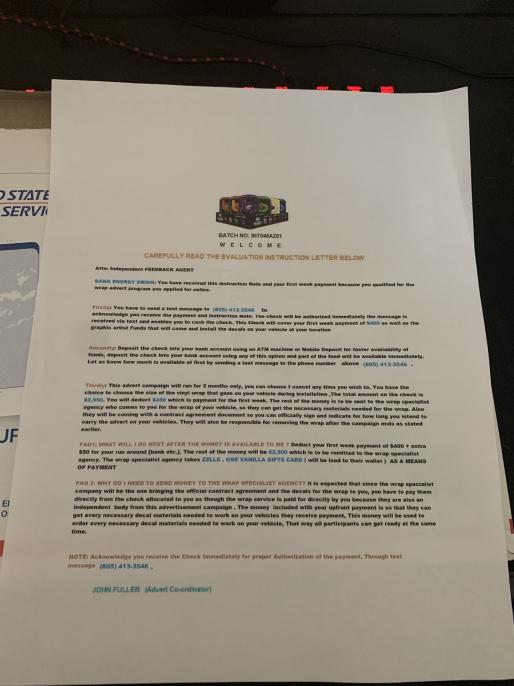 D STATE
SERVIC
BATCH NO: 807048AZ01
W E L C O M E
CAREFULLY READ THE EVALUATION INSTRUCTION LETTER BELOW
Attn: Independent FEEDBACK AGENT
BANG ENERGY DRINK: You have received this instruction Note and your first week payment because you qualified for the
wrap advert program you applied for online.
Firstly: You have to send a text message to (605) 413-3546 to
acknowledge you receive the payment and instruction Note. The check will be authorized immediately the message is
received via text and enables you to cash the check. This Check will cover your first week payment of $400 as well as the
graphic artist Funds that will come and install the decals on your vehicle at your location
Secondly: Deposit the check into your bank account using an ATM machine or Mobile Deposit for faster availability of
funds, deposit the check into your bank account using any of this option and part of the fund will be available immediately.
Let us know how much is available at first by sending a text message to the phone number above (605) 413-3546 .
Thirdly: This advert campaign will run for 3 months only, you can choose t cancel any time you wish to. You have the
choice to choose the size of the vinyl wrap that goes on your vehicle during installation ,The total amount on the check is
$2,950. You will deduct $450 which is payment for the first week. The rest of the money is to be sent to the wrap specialist
agency who comes to you for the wrap of your vehicle, so they can get the necessary materials needed for the wrap. Also
they will be coming with a contract agreement document so you can officially sign and indicate for how long you intend to
carry the advert on your vehicles. They will also be responsible for removing the wrap after the campaign ends as stated
earlier.
FAQ1: WHAT WILL I DO NEXT AFTER THE MONEY IS AVAILABLE TO ME ? Deduct your first week payment of $400 + extra
$50 for your run around [bank etc.]. The rest of the money will be $2,500 which is to be remitted to the wrap specialist
agency. The wrap specialist agency takes ZELLE , ONE VANILLA GIFTS CARD ( will be load to their wallet ) AS A MEANS
OF PAYMENT
FAQ 2: WHY DO I NEED TO SEND MONEY TO THE WRAP SPECIALIST AGENCY? It is expected that since the wrap specialist
company will be the one bringing the official contract agreement and the decals for the wrap to you, you have to pay them
directly from the check allocated to you as though the wrap service is paid for directly by you because they are also an
independent body from this advertisement campaign . The money included with your upfront payment is so that they can
get every necessary decal materials needed to work on your vehicles they receive payment, This money will be used to
order every necessary decal materials needed to work on your vehicle, That way all participants can get ready at the same
time.
NOTE: Acknowledge you receive the Check Immediately for proper Authorization of the payment. Through text
message (605) 413-3546 .
JOHN FULLER (Advert Co-ordinator)